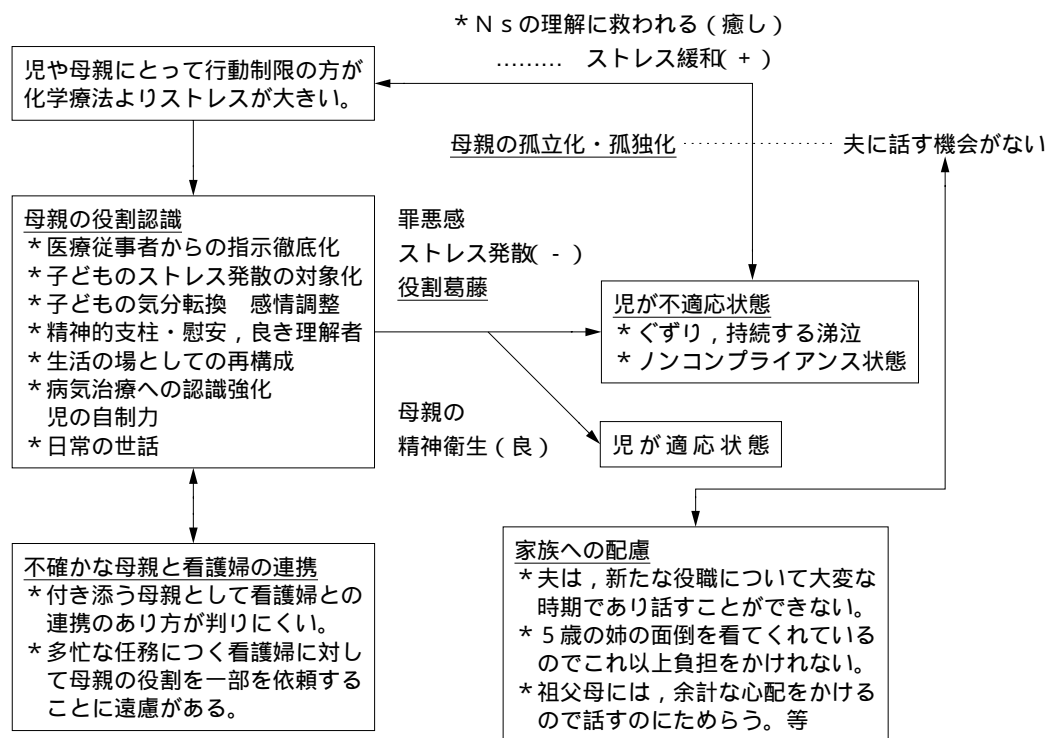 *Nsの理解に救われる(癒し)
……… ストレス緩和(+)
児や母親にとって行動制限の方が
化学療法よりストレスが大きい。
母親の孤立化・孤独化 ………………… 夫に話す機会がない
母親の役割認識
*医療従事者からの指示徹底化
*子どものストレス発散の対象化
*子どもの気分転換 感情調整
*精神的支柱・慰安,良き理解者
*生活の場としての再構成
*病気治療への認識強化
児の自制力
*日常の世話
罪悪感
ストレス発散(-)
役割葛藤
児が不適応状態
*ぐずり,持続する涕泣
*ノンコンプライアンス状態
母親の
精神衛生(良)
児が適応状態
不確かな母親と看護婦の連携
*付き添う母親として看護婦との
連携のあり方が判りにくい。
*多忙な任務につく看護婦に対し
て母親の役割を一部を依頼する
ことに遠慮がある。
家族への配慮
*夫は,新たな役職について大変な
時期であり話すことができない。
*5歳の姉の面倒を看てくれている
のでこれ以上負担をかけれない。
*祖父母には,余計な心配をかける
ので話すのにためらう。等